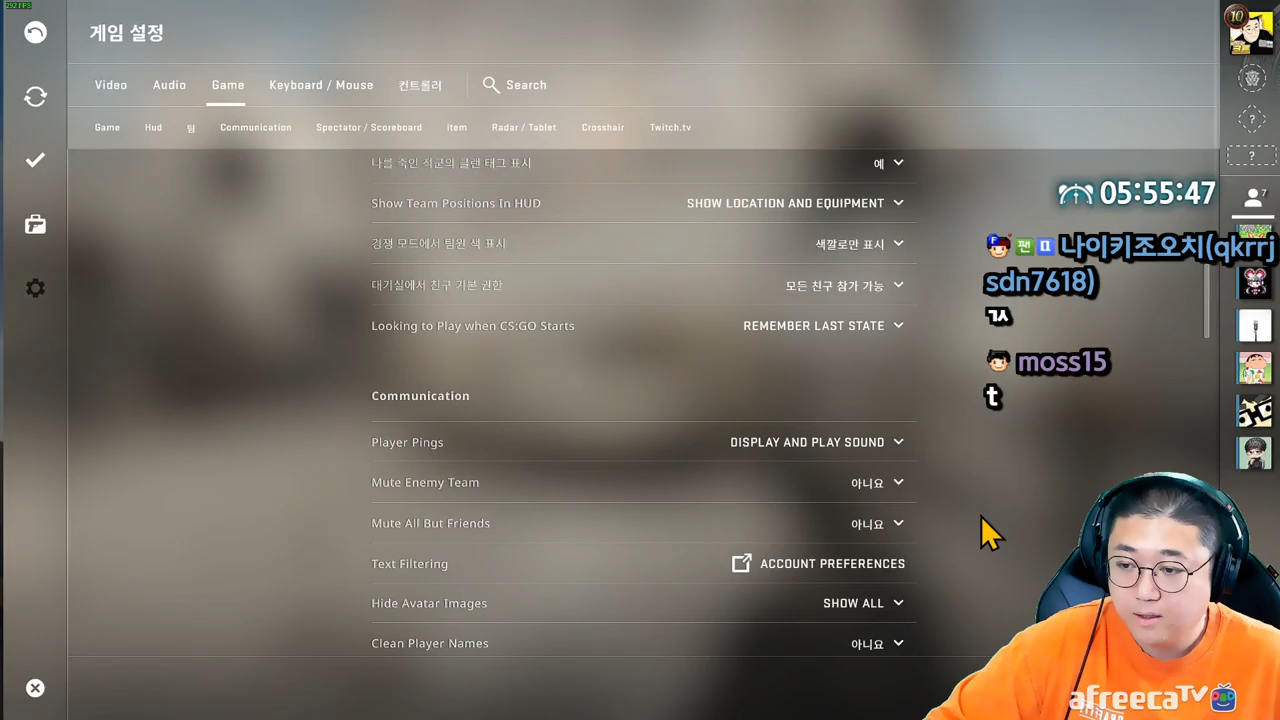 292 FPS
게임 설정
Video Audio Game Keyboard / Mouse 컨트롤러 Search
Game Hud 팀 Communication Spectator / Scoreboard Item Radar / Tablet Crosshair Twitch.tv
나를 죽인 적군의 클랜 태그 표시 예
Show Team Positions In HUD SHOW LOCATION AND EQUIPMENT
경쟁 모드에서 팀원 색 표시 색깔로만 표시
대기실에서 친구 기본 권한 모든 친구 참가 가능
Looking to Play when CS:GO Starts REMEMBER LAST STATE
Communication
Player Pings DISPLAY AND PLAY SOUND
Mute Enemy Team 아니요
Mute All But Friends 아니요
Text Filtering ACCOUNT PREFERENCES
Hide Avatar Images SHOW ALL
Clean Player Names 아니요
10
?
?
7
05:55:47
F 팬 나이키조오치(qkrrj
sdn7618)
ㄳ
moss15
t
afreecaTV